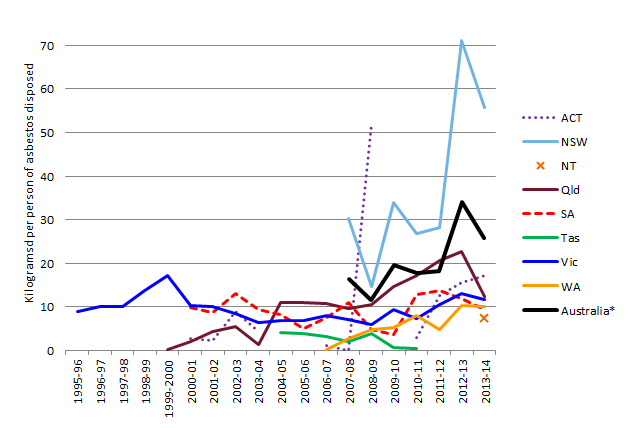 Kilogramsd per person of asbestos disposed
70
60
50
40
30
20
10
0
1995-96
1996-97
1997-98
1998-99
1999-2000
2000-01
2001-02
2002-03
2003-04
2004-05
2005-06
2006-07
2007-08
2008-09
2009-10
2010-11
2011-12
2012-13
2013-14
ACT
NSW
NT
Qld
SA
Tas
Vic
WA
Australia*